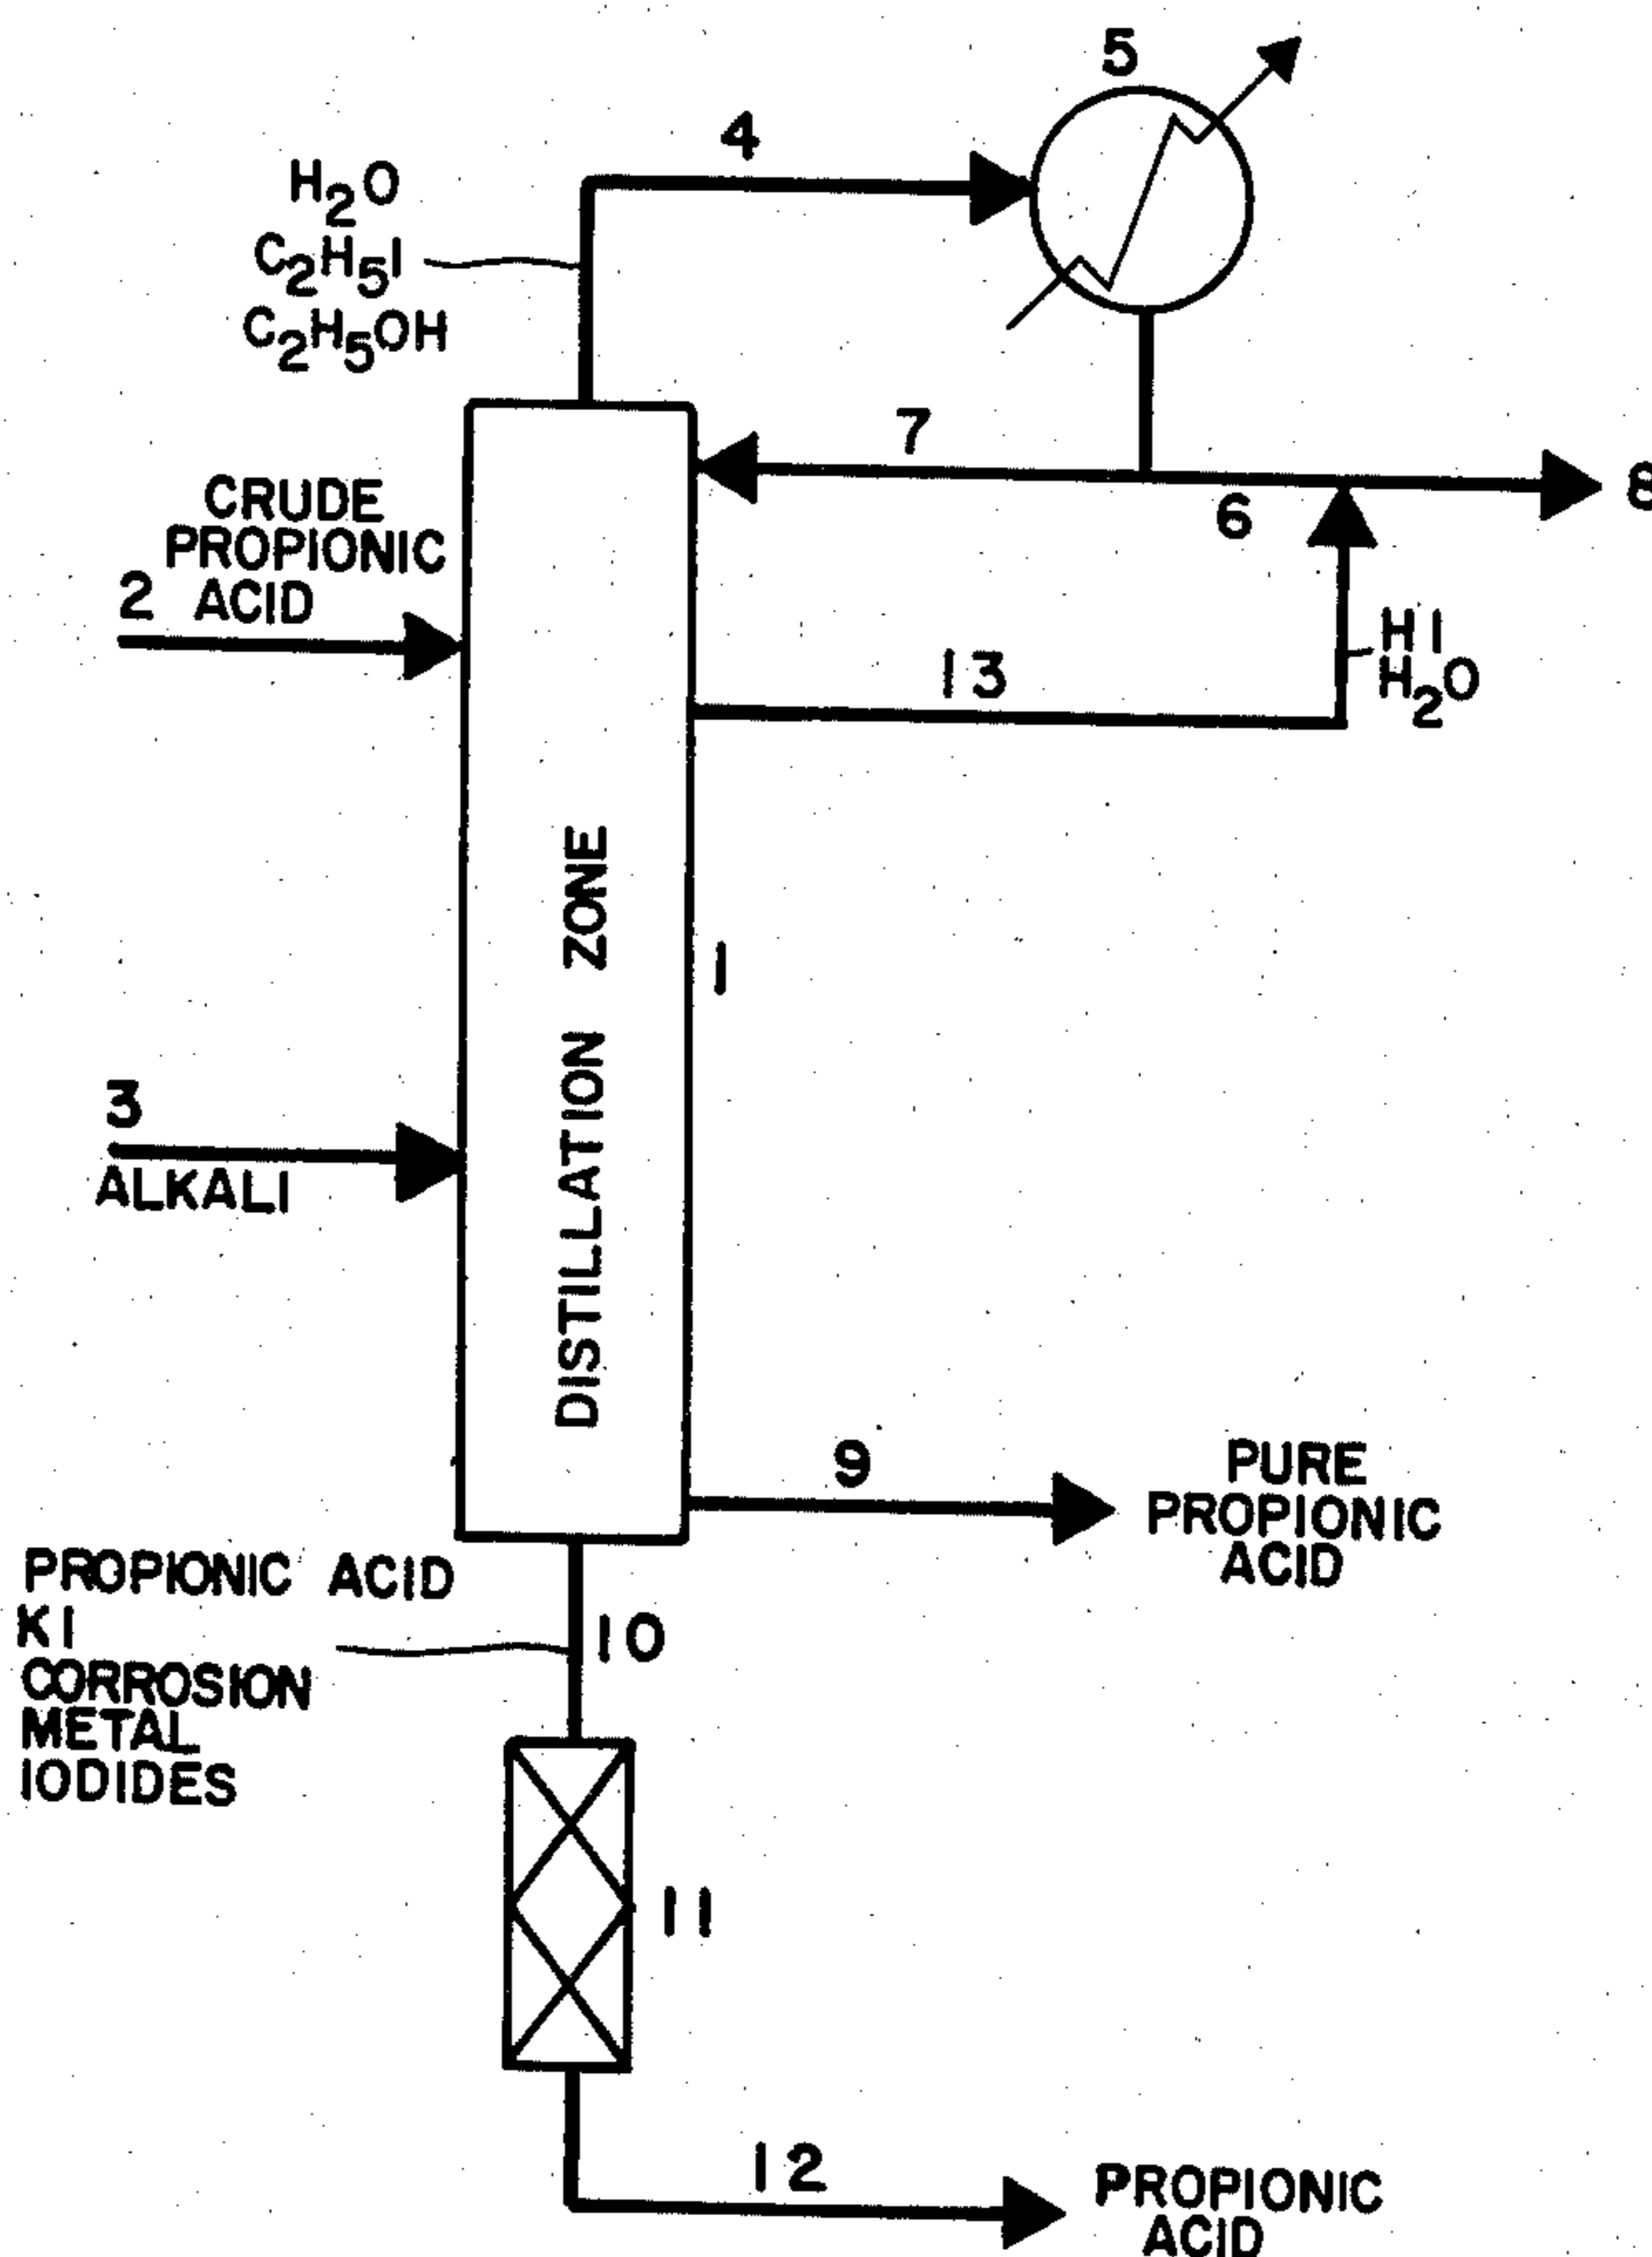 5
4
H₂O
C₂H₅I
C₂H₅OH
7
8
6
CRUDE
PROPIONIC
2 ACID
13
HI
H₂O
DISTILLATION ZONE
1
3
ALKALI
9
PURE
PROPIONIC
ACID
PROPIONIC ACID
KI
CORROSION
METAL
IODIDES
10
11
12
PROPIONIC
ACID